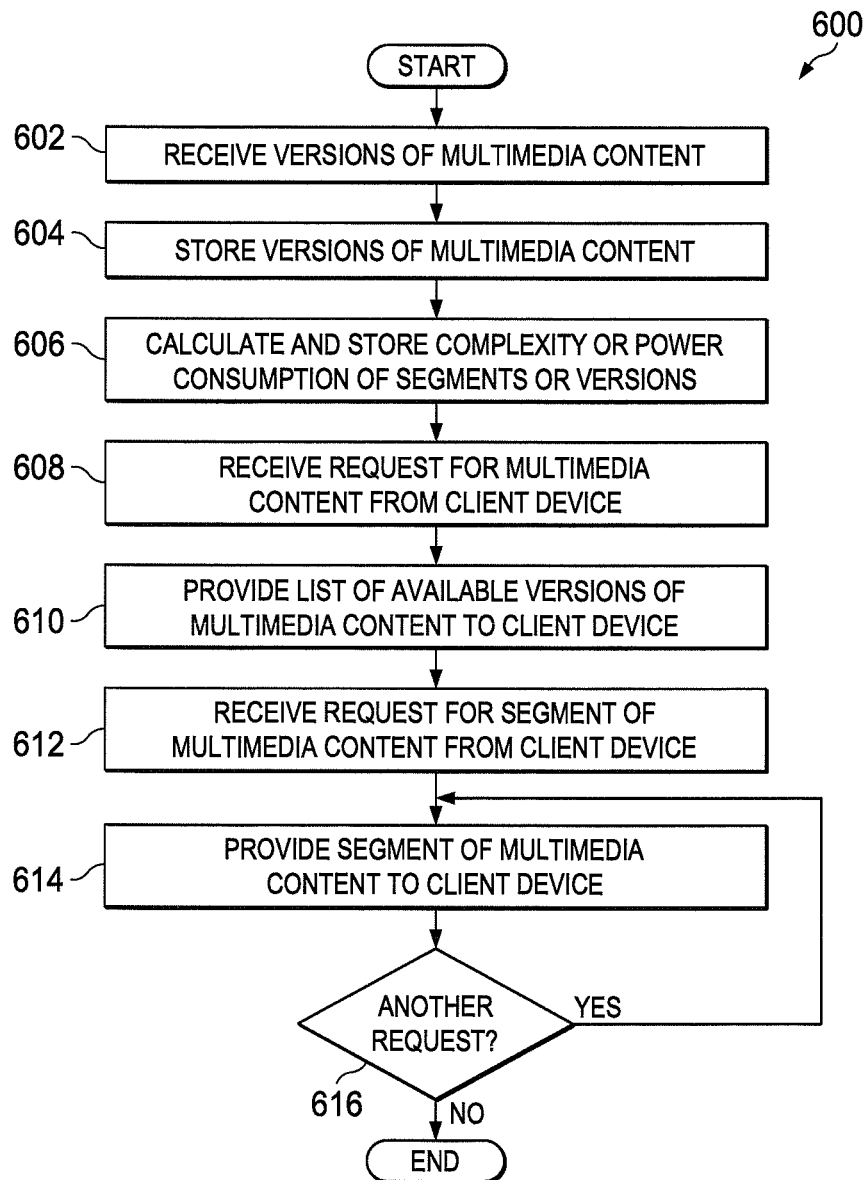 600
START
602
RECEIVE VERSIONS OF MULTIMEDIA CONTENT
604
STORE VERSIONS OF MULTIMEDIA CONTENT
606
CALCULATE AND STORE COMPLEXITY OR POWER
CONSUMPTION OF SEGMENTS OR VERSIONS
608
RECEIVE REQUEST FOR MULTIMEDIA
CONTENT FROM CLIENT DEVICE
610
PROVIDE LIST OF AVAILABLE VERSIONS OF
MULTIMEDIA CONTENT TO CLIENT DEVICE
612
RECEIVE REQUEST FOR SEGMENT OF
MULTIMEDIA CONTENT FROM CLIENT DEVICE
614
PROVIDE SEGMENT OF MULTIMEDIA
CONTENT TO CLIENT DEVICE
ANOTHER
REQUEST?
YES
616
NO
END